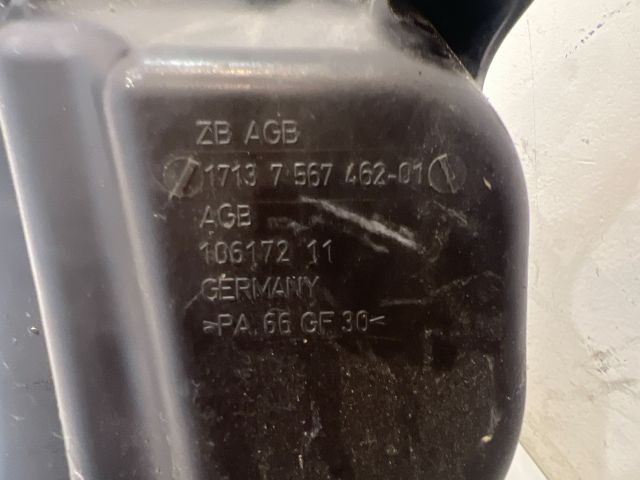 ZB AGB
1713 7 567 462-01
AGB
106172 11
GERMANY
>PA 66 GF 30<